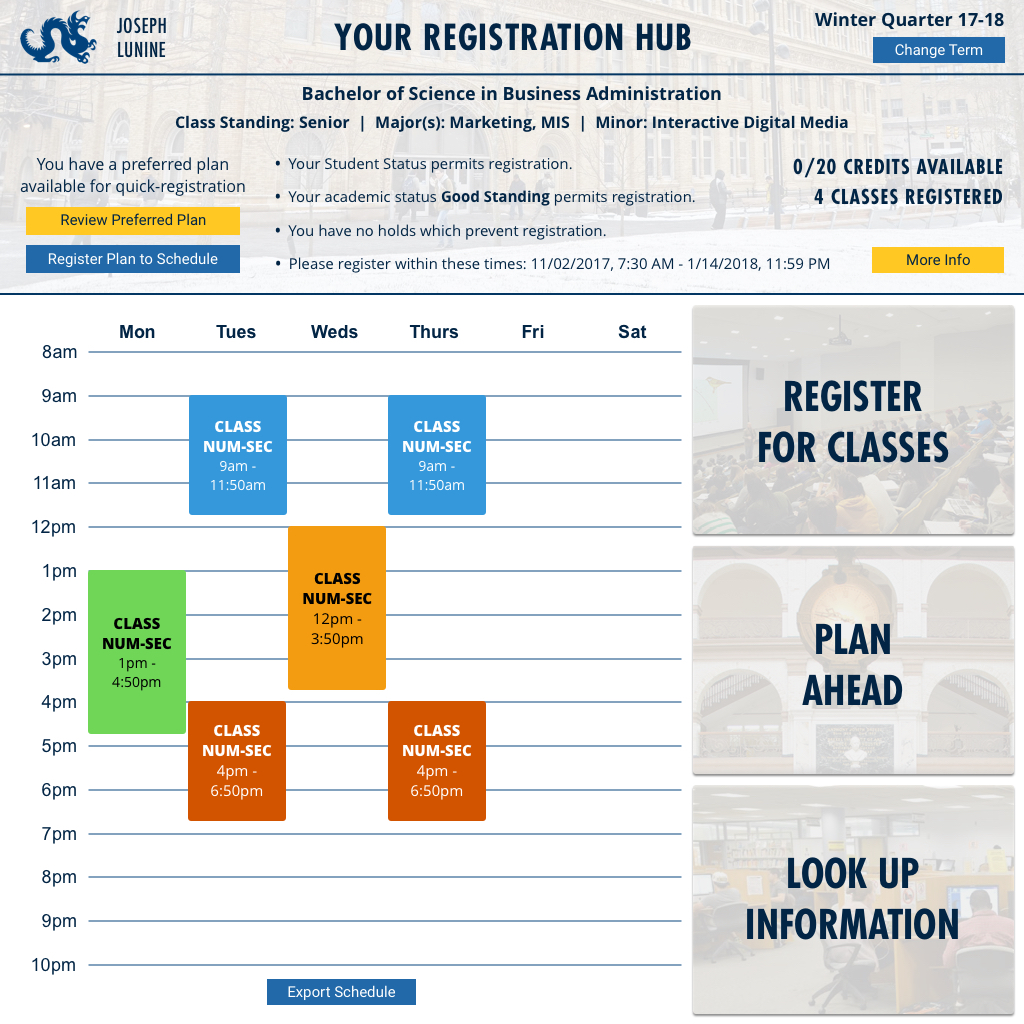 JOSEPH
LUNINE
YOUR REGISTRATION HUB
Winter Quarter 17-18
Change Term
Bachelor of Science in Business Administration
Class Standing: Senior | Major(s): Marketing, MIS | Minor: Interactive Digital Media
You have a preferred plan
available for quick-registration
Review Preferred Plan
Register Plan to Schedule
• Your Student Status permits registration.
• Your academic status Good Standing permits registration.
• You have no holds which prevent registration.
• Please register within these times: 11/02/2017, 7:30 AM - 1/14/2018, 11:59 PM
0/20 CREDITS AVAILABLE
4 CLASSES REGISTERED
More Info
Mon Tues Weds Thurs Fri Sat
8am
9am
10am
11am
12pm
1pm
2pm
3pm
4pm
5pm
6pm
7pm
8pm
9pm
10pm
CLASS
NUM-SEC
1pm -
4:50pm
CLASS
NUM-SEC
9am -
11:50am
CLASS
NUM-SEC
4pm -
6:50pm
CLASS
NUM-SEC
12pm -
3:50pm
CLASS
NUM-SEC
9am -
11:50am
CLASS
NUM-SEC
4pm -
6:50pm
Export Schedule
REGISTER
FOR CLASSES
PLAN
AHEAD
LOOK UP
INFORMATION